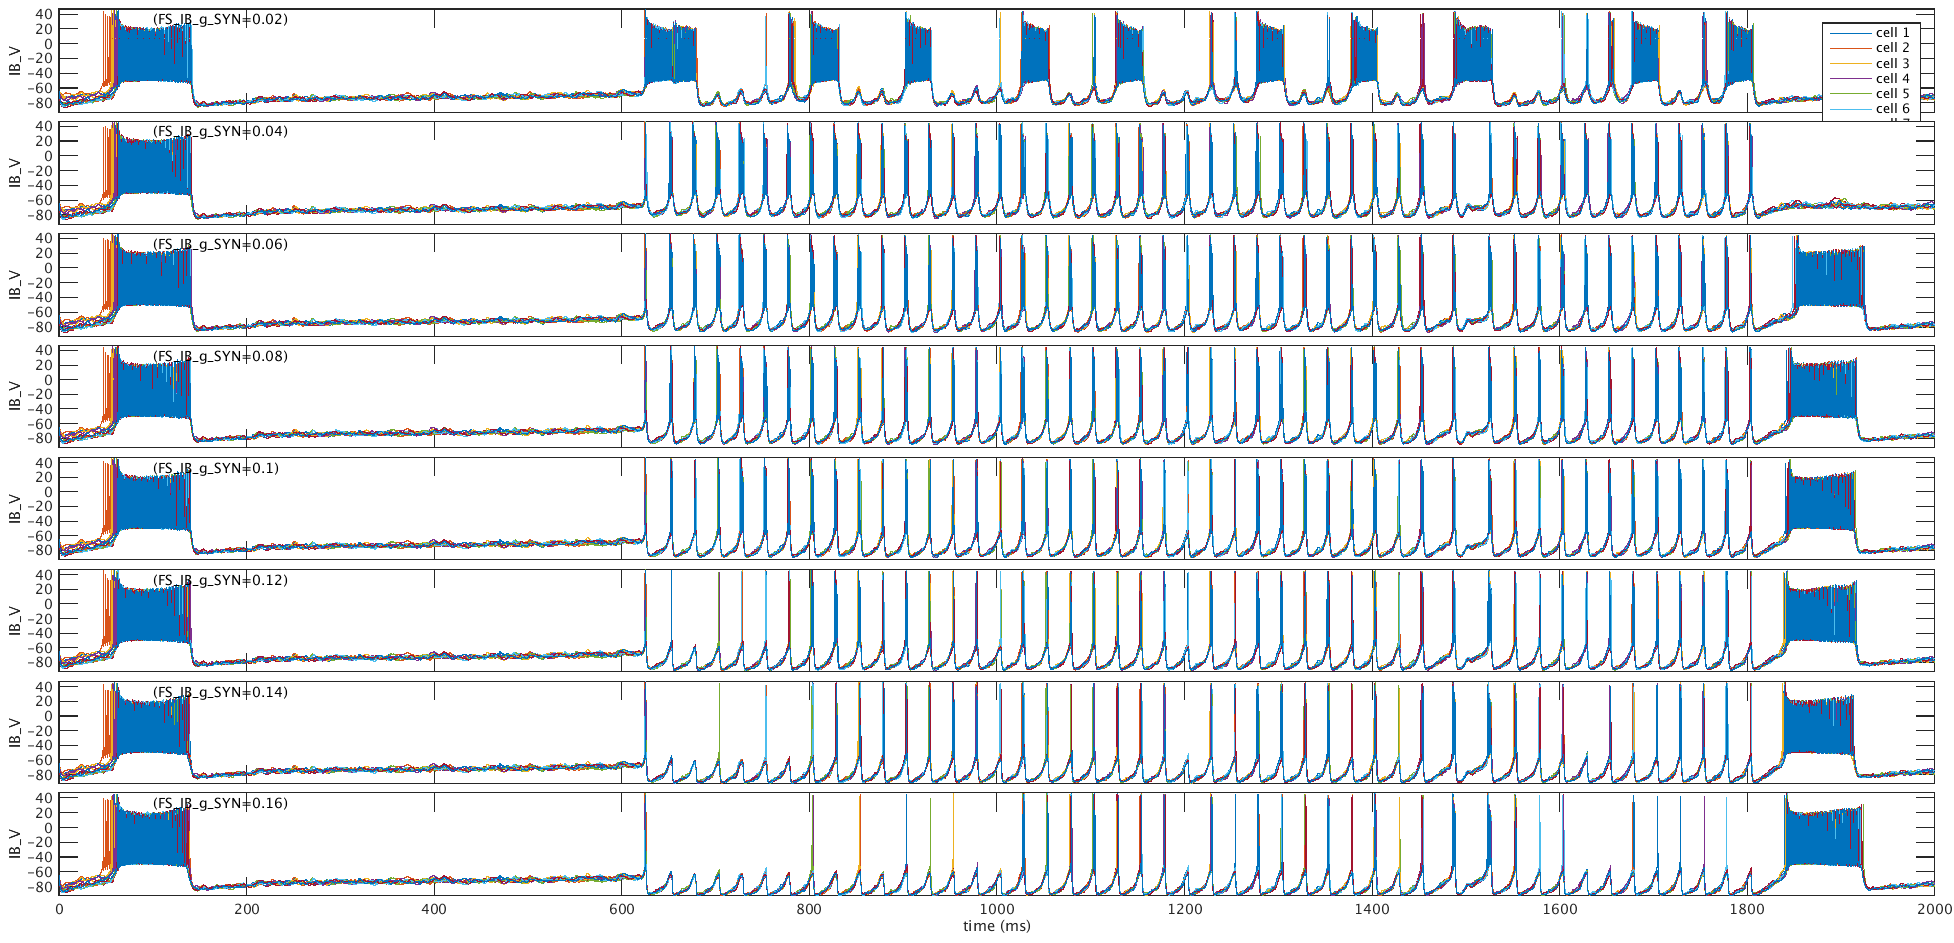 (FS_IB_g_SYN=0.02)
IB_V
40
20
0
-20
-40
-60
-80
cell 1
cell 2
cell 3
cell 4
cell 5
cell 6
(FS_IB_g_SYN=0.04)
IB_V
40
20
0
-20
-40
-60
-80
(FS_IB_g_SYN=0.06)
IB_V
40
20
0
-20
-40
-60
-80
(FS_IB_g_SYN=0.08)
IB_V
40
20
0
-20
-40
-60
-80
(FS_IB_g_SYN=0.1)
IB_V
40
20
0
-20
-40
-60
-80
(FS_IB_g_SYN=0.12)
IB_V
40
20
0
-20
-40
-60
-80
(FS_IB_g_SYN=0.14)
IB_V
40
20
0
-20
-40
-60
-80
(FS_IB_g_SYN=0.16)
IB_V
40
20
0
-20
-40
-60
-80
0 200 400 600 800 1000 1200 1400 1600 1800 2000
time (ms)